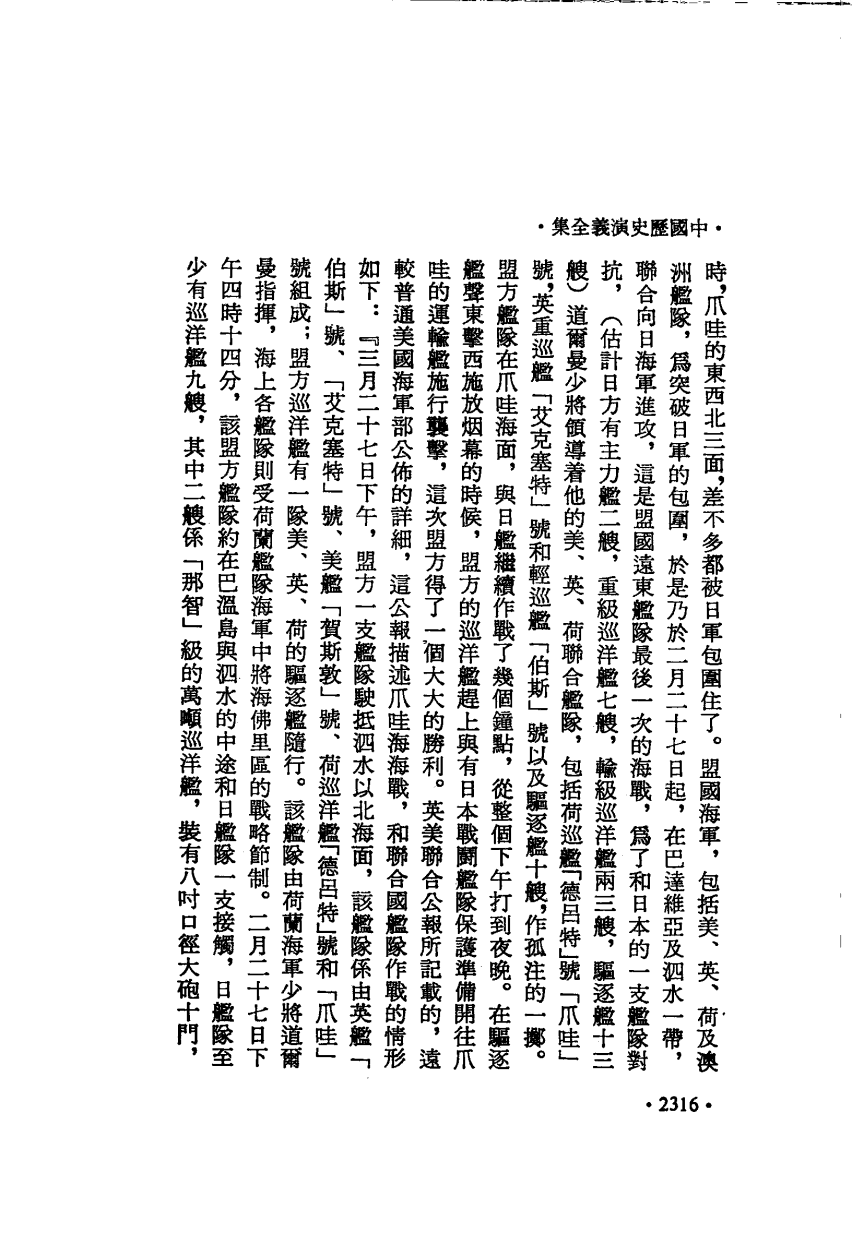 ·中國歷史演義全集·
時，爪哇的東西北三面，差不多都被日軍包圍住了。盟國海軍，包括美、英、荷及澳
洲艦隊，爲突破日軍的包圍，於是乃於二月二十七日起，在巴達維亞及泗水一帶，
聯合向日海軍進攻，這是盟國遠東艦隊最後一次的海戰，爲了和日本的一支艦隊對
抗，（估計日方有主力艦二艘，重級巡洋艦七艘，輸級巡洋艦兩三艘，驅逐艦十三
艘）道爾曼少將領導着他的美、英、荷聯合艦隊，包括荷巡艦「德呂特」號「爪哇」
號，英重巡艦「艾克塞特」號和輕巡艦「伯斯」號以及驅逐艦十艘，作孤注的一擲。
盟方艦隊在爪哇海面，與日艦繼續作戰了幾個鐘點，從整個下午打到夜晚。在驅逐
艦聲東擊西施放烟幕的時候，盟方的巡洋艦趕上與有日本戰鬪艦隊保護準備開往爪
哇的運輸艦施行襲擊，這次盟方得了一個大大的勝利。英美聯合公報所記載的，遠
較普通美國海軍部公佈的詳細，這公報描述爪哇海海戰，和聯合國艦隊作戰的情形
如下：『三月二十七日下午，盟方一支艦隊駛抵泗水以北海面，該艦隊係由英艦「
伯斯」號、「艾克塞特」號、美艦「賀斯敦」號、荷巡洋艦「德呂特」號和「爪哇」
號組成；盟方巡洋艦有一隊美、英、荷的驅逐艦隨行。該艦隊由荷蘭海軍少將道爾
曼指揮，海上各艦隊則受荷蘭艦隊海軍中將海佛里區的戰略節制。二月二十七日下
午四時十四分，該盟方艦隊約在巴溫島與泗水的中途和日艦隊一支接觸，日艦隊至
少有巡洋艦九艘，其中二艘係「那智」級的萬噸巡洋艦，裝有八吋口徑大砲十門，
·2316·